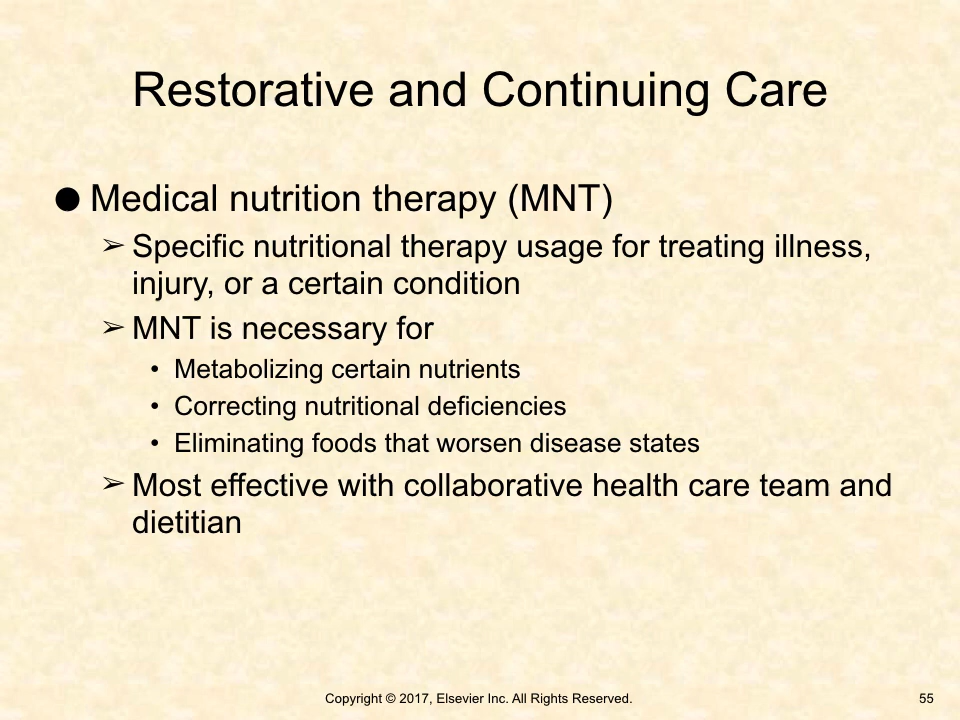 Restorative and Continuing Care
● Medical nutrition therapy (MNT)
➢ Specific nutritional therapy usage for treating illness,
injury, or a certain condition
➢ MNT is necessary for
• Metabolizing certain nutrients
• Correcting nutritional deficiencies
• Eliminating foods that worsen disease states
➢ Most effective with collaborative health care team and
dietitian
Copyright © 2017, Elsevier Inc. All Rights Reserved. 55